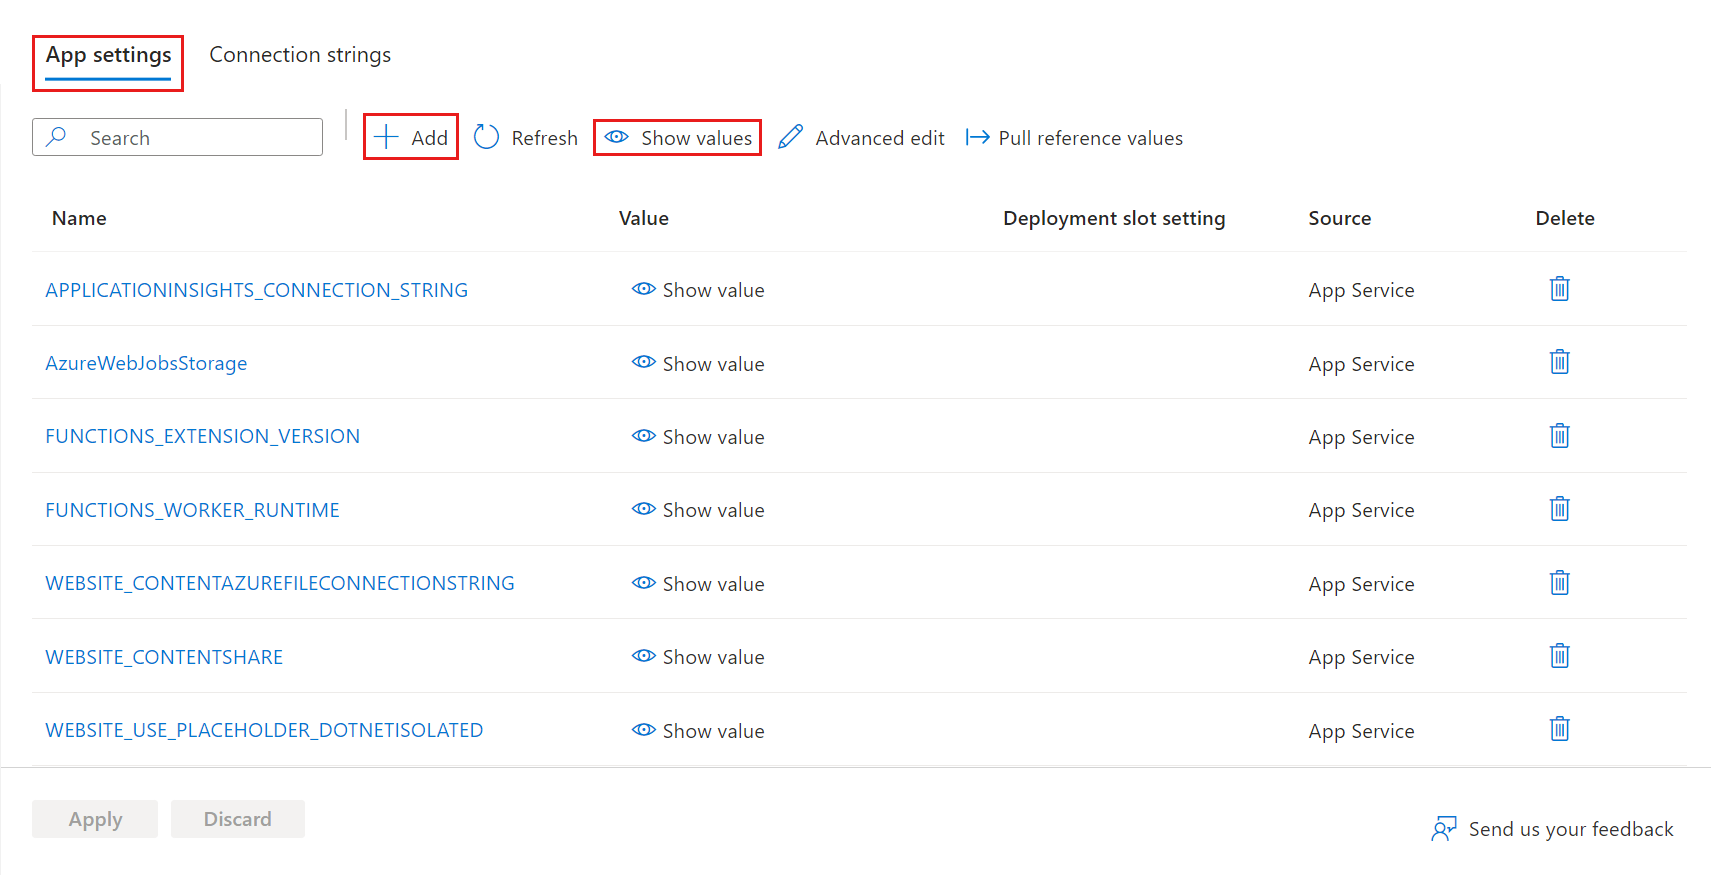 App settings Connection strings
Search Add Refresh Show values Advanced edit Pull reference values
Name Value Deployment slot setting Source Delete
APPLICATIONINSIGHTS_CONNECTION_STRING Show value App Service
AzureWebJobsStorage Show value App Service
FUNCTIONS_EXTENSION_VERSION Show value App Service
FUNCTIONS_WORKER_RUNTIME Show value App Service
WEBSITE_CONTENTAZUREFILECONNECTIONSTRING Show value App Service
WEBSITE_CONTENTSHARE Show value App Service
WEBSITE_USE_PLACEHOLDER_DOTNETISOLATED Show value App Service
Apply Discard
Send us your feedback